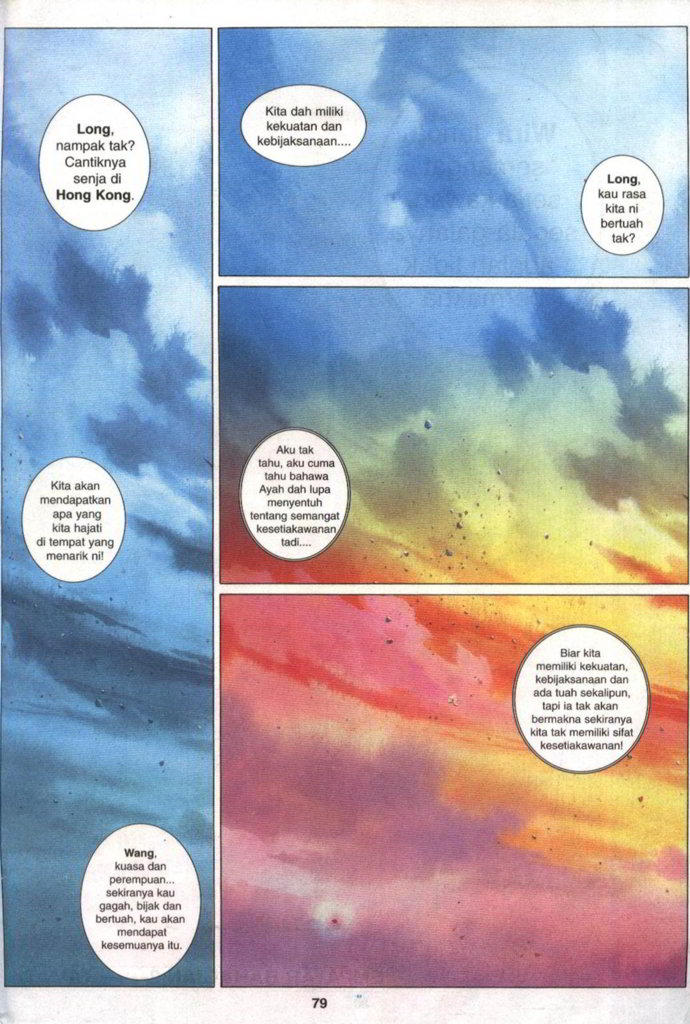 Long,
nampak tak?
Cantiknya
senja di
Hong Kong.
Kita akan
mendapatkan
apa yang
kita hajati
di tempat yang
menarik ni!
Wang,
kuasa dan
perempuan...
sekiranya kau
gagah, bijak dan
bertuah, kau akan
mendapat
kesemuanya itu.
Kita dah miliki
kekuatan dan
kebijaksanaan....
Long,
kau rasa
kita ni
bertuah
tak?
Aku tak
tahu, aku cuma
tahu bahawa
Ayah dah lupa
menyentuh
tentang semangat
kesetiakawanan
tadi....
Biar kita
memiliki kekuatan,
kebijaksanaan dan
ada tuah sekalipun,
tapi ia tak akan
bermakna sekiranya
kita tak memiliki sifat
kesetiakawanan!
79